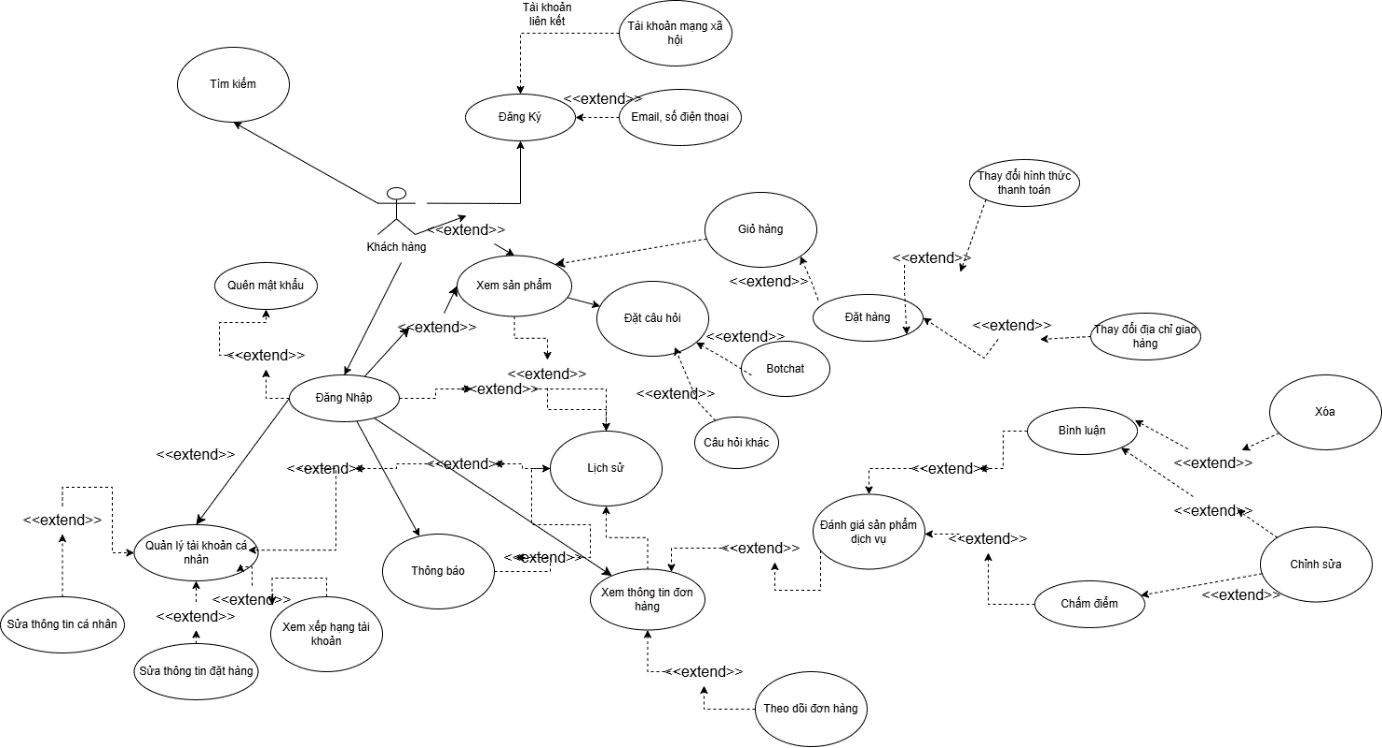 Tài khoản
liên kết
Tài khoản mạng xã
hội
Tìm kiếm
<<extend>>
Đăng Ký
Email, số điện thoại
Thay đổi hình thức
thanh toán
Khách hàng
<<extend>>
Giỏ hàng
<<extend>>
Quên mật khẩu
Xem sản phẩm
<<extend>>
Đặt câu hỏi
Đặt hàng
<<extend>>
<<extend>>
Thay đổi địa chỉ giao
hàng
<<extend>>
<<extend>>
Botchat
<<extend>>
Đăng Nhập
<<extend>>
<<extend>>
Câu hỏi khác
Bình luận
Xóa
<<extend>>
<<extend>>
<<extend>>
Lịch sử
<<extend>>
<<extend>>
<<extend>>
<<extend>>
Quản lý tài khoản cá
nhân
Đánh giá sản phẩm
dịch vụ
<<extend>>
<<extend>>
<<extend>>
Thông báo
Xem thông tin đơn
hàng
Chỉnh sửa
Chấm điểm
<<extend>>
<<extend>>
<<extend>>
Sửa thông tin cá nhân
Xem xếp hạng tài
khoản
Sửa thông tin đặt hàng
<<extend>>
Theo dõi đơn hàng